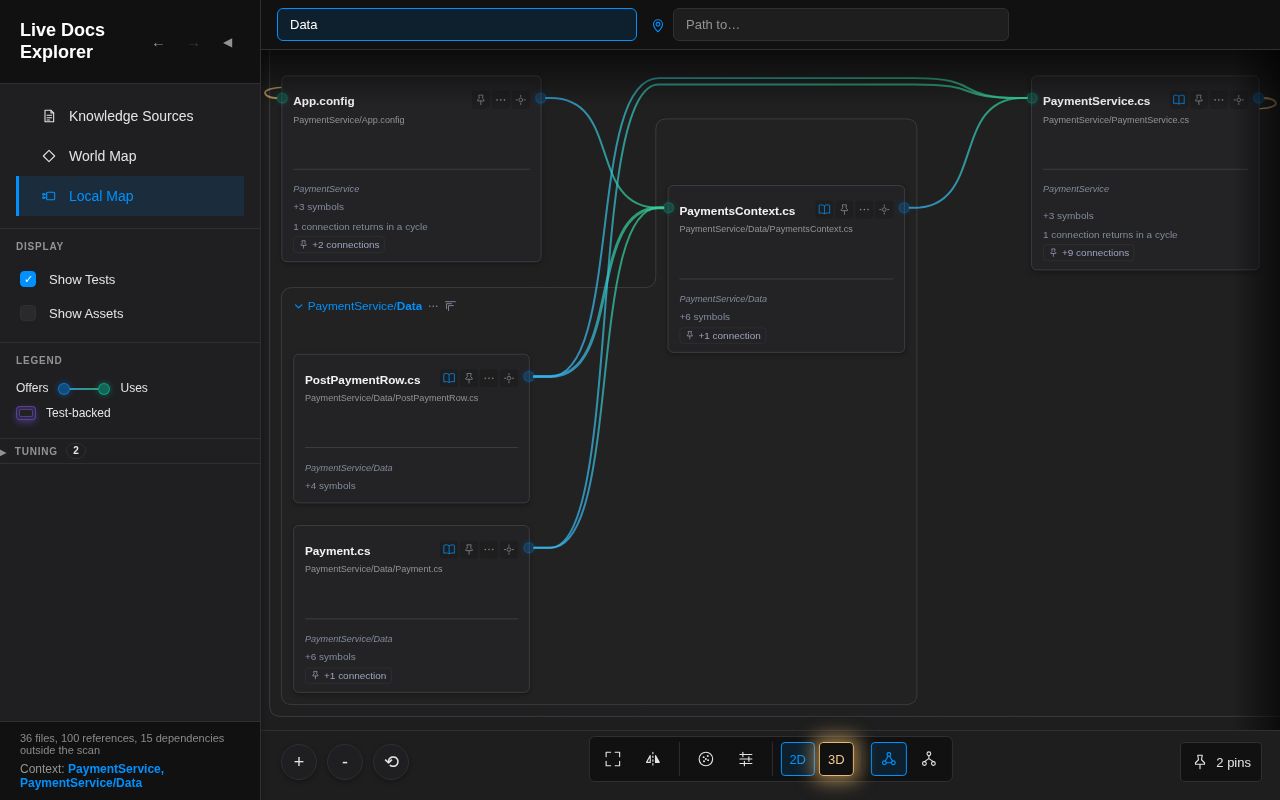 Live Docs
Explorer
Data
Path to…
Knowledge Sources
World Map
Local Map
DISPLAY
Show Tests
Show Assets
LEGEND
Offers
Uses
Test-backed
TUNING 2
36 files, 100 references, 15 dependencies
outside the scan
Context: PaymentService,
PaymentService/Data
App.config
PaymentService/App.config
PaymentService
+3 symbols
1 connection returns in a cycle
+2 connections
PaymentService/Data
PostPaymentRow.cs
PaymentService/Data/PostPaymentRow.cs
PaymentService/Data
+4 symbols
Payment.cs
PaymentService/Data/Payment.cs
PaymentService/Data
+6 symbols
+1 connection
PaymentsContext.cs
PaymentService/Data/PaymentsContext.cs
PaymentService/Data
+6 symbols
+1 connection
PaymentService.cs
PaymentService/PaymentService.cs
PaymentService
+3 symbols
1 connection returns in a cycle
+9 connections
+ -
2D 3D
2 pins